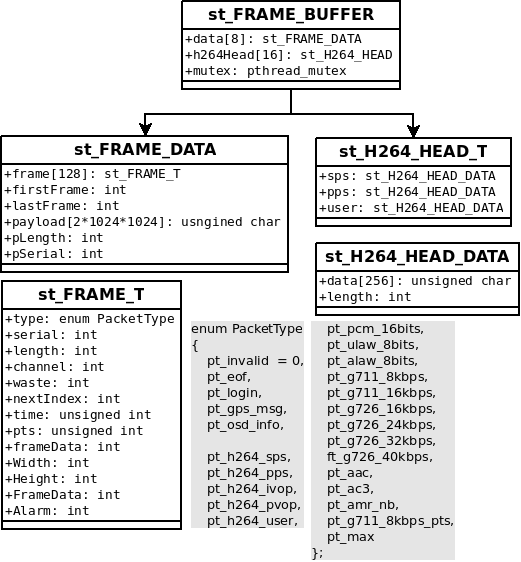 st_FRAME_BUFFER
+data[8]: st_FRAME_DATA
+h264Head[16]: st_H264_HEAD
+mutex: pthread_mutex
st_FRAME_DATA
+frame[128]: st_FRAME_T
+firstFrame: int
+lastFrame: int
+payload[2*1024*1024]: usngined char
+pLength: int
+pSerial: int
st_H264_HEAD_T
+sps: st_H264_HEAD_DATA
+pps: st_H264_HEAD_DATA
+user: st_H264_HEAD_DATA
st_H264_HEAD_DATA
+data[256]: unsigned char
+length: int
st_FRAME_T
+type: enum PacketType
+serial: int
+length: int
+channel: int
+waste: int
+nextIndex: int
+time: unsigned int
+pts: unsigned int
+frameData: int
+Width: int
+Height: int
+FrameData: int
+Alarm: int
enum PacketType
{
pt_invalid  = 0,
pt_eof,
pt_login,
pt_gps_msg,
pt_osd_info,
pt_h264_sps,
pt_h264_pps,
pt_h264_ivop,
pt_h264_pvop,
pt_h264_user,
pt_pcm_16bits,
pt_ulaw_8bits,
pt_alaw_8bits,
pt_g711_8kbps,
pt_g711_16kbps,
pt_g726_16kbps,
pt_g726_24kbps,
pt_g726_32kbps,
ft_g726_40kbps,
pt_aac,
pt_ac3,
pt_amr_nb,
pt_g711_8kbps_pts,
pt_max
};